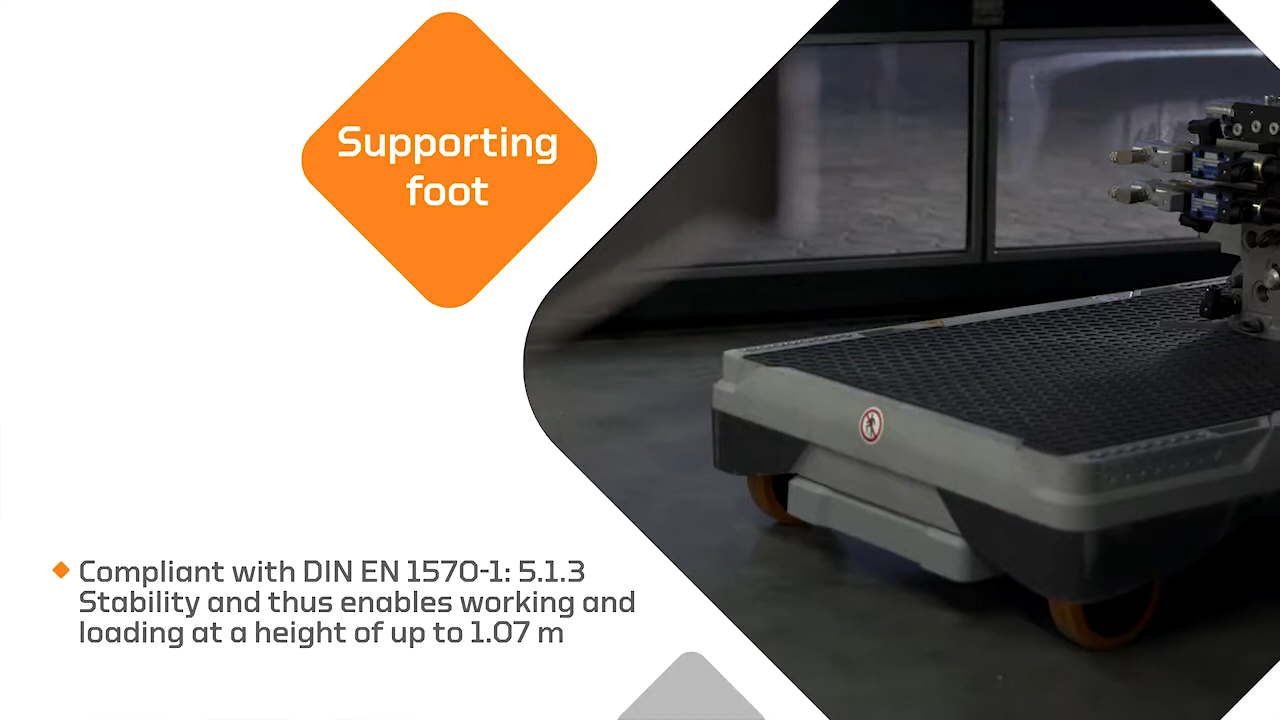 Supporting
foot
Compliant with DIN EN 1570-1: 5.1.3
Stability and thus enables working and
loading at a height of up to 1.07 m